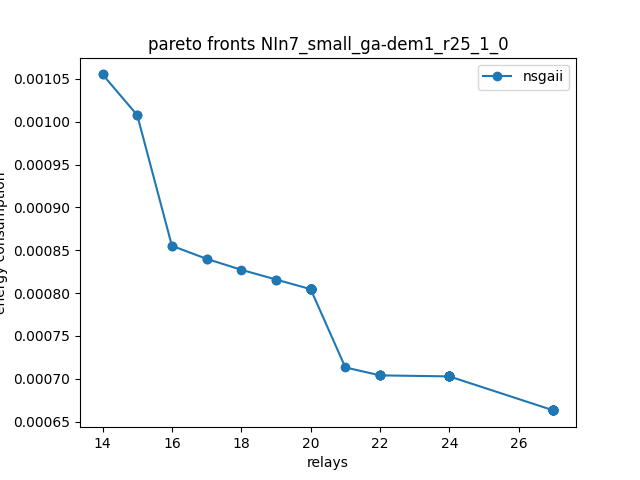 pareto fronts NIn7_small_ga-dem1_r25_1_0
nsgaii
0.00105
0.00100
0.00095
0.00090
0.00085
0.00080
0.00075
0.00070
0.00065
energy consumption
14 16 18 20 22 24 26
relays